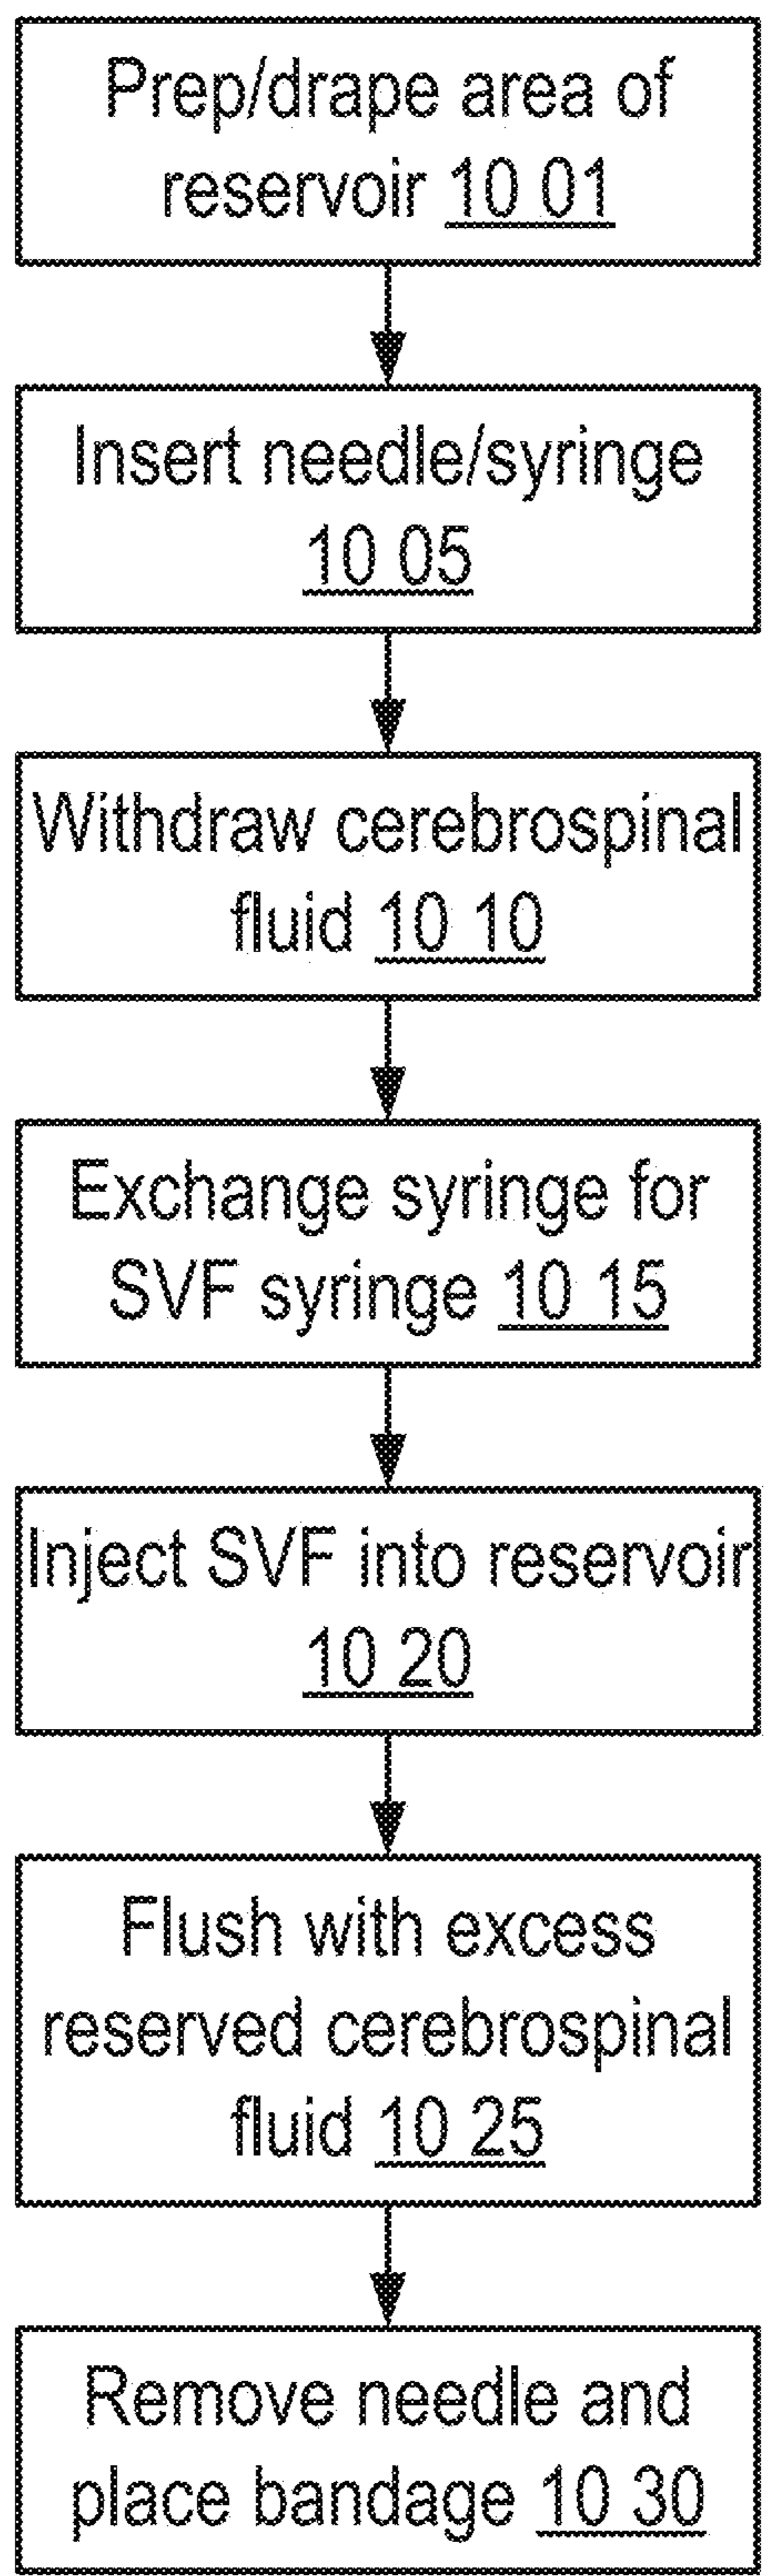 Prep/drape area of
reservoir 10 01
Insert needle/syringe
10 05
Withdraw cerebrospinal
fluid 10 10
Exchange syringe for
SVF syringe 10 15
Inject SVF into reservoir
10 20
Flush with excess
reserved cerebrospinal
fluid 10 25
Remove needle and
place bandage 10 30